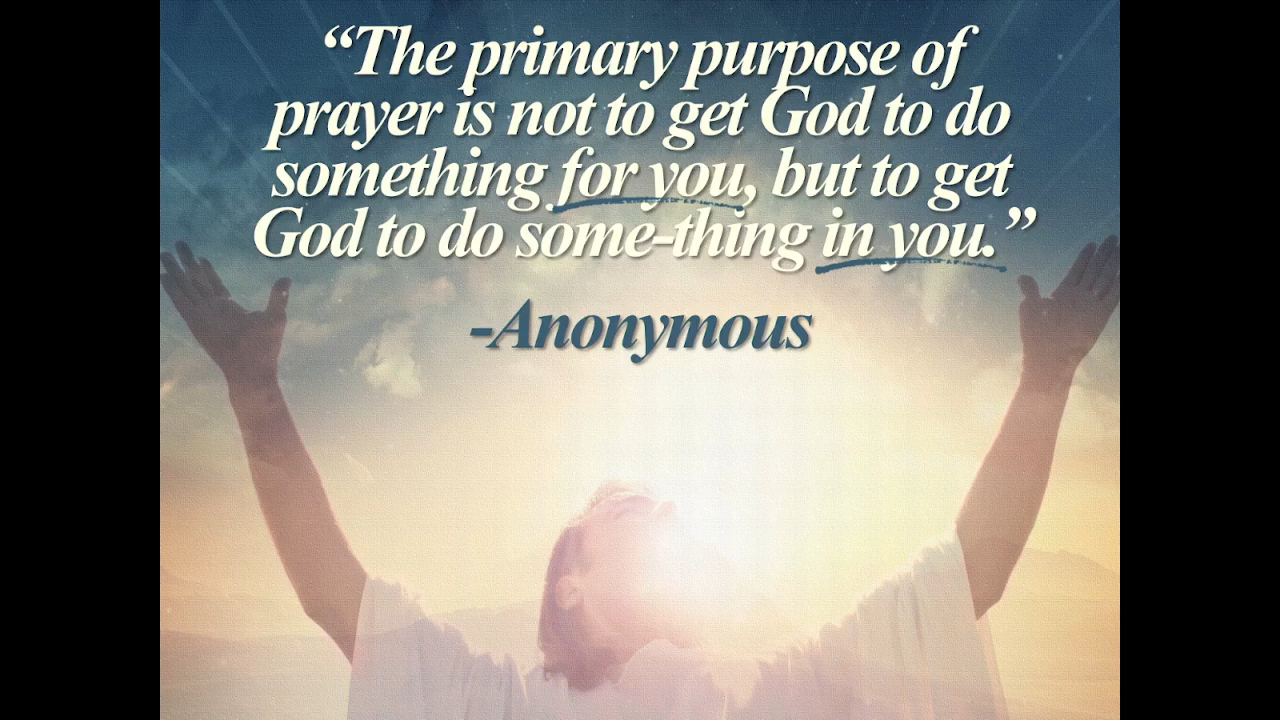 “The primary purpose of
prayer is not to get God to do
something for you, but to get
God to do some-thing in you.”
-Anonymous